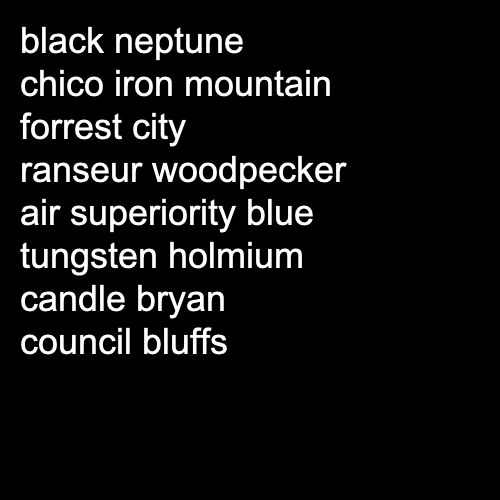 black neptune
chico iron mountain
forrest city
ranseur woodpecker
air superiority blue
tungsten holmium
candle bryan
council bluffs